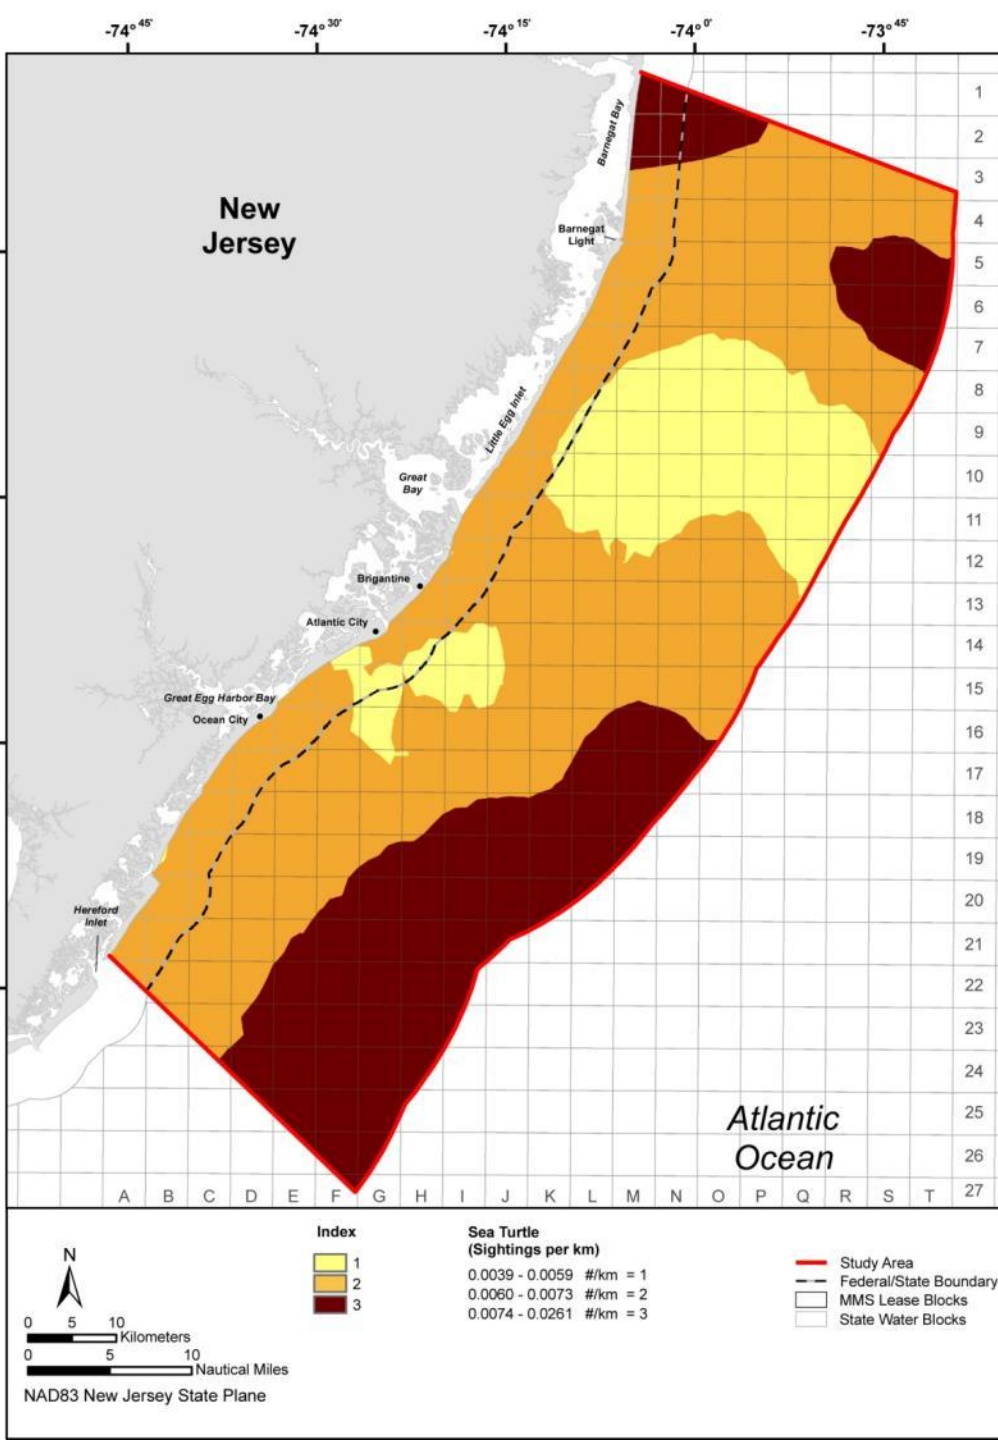 -74° 45'
-74° 30'
-74° 15'
-74° 0'
-73° 45'
1
2
3
4
5
6
7
8
9
10
11
12
13
14
15
16
17
18
19
20
21
22
23
24
25
26
27
Barnegat Bay
New
Jersey
Barnegat
Light
Little Egg Inlet
Great
Bay
Brigantine
Atlantic City
Great Egg Harbor Bay
Ocean City
Hereford
Inlet
Atlantic
Ocean
A B C D E F G H I J K L M N O P Q R S T
N
0 5 10
Kilometers
0 5 10
Nautical Miles
NAD83 New Jersey State Plane
Index
1
2
3
Sea Turtle
(Sightings per km)
0.0039 - 0.0059 #/km = 1
0.0060 - 0.0073 #/km = 2
0.0074 - 0.0261 #/km = 3
Study Area
Federal/State Boundary
MMS Lease Blocks
State Water Blocks